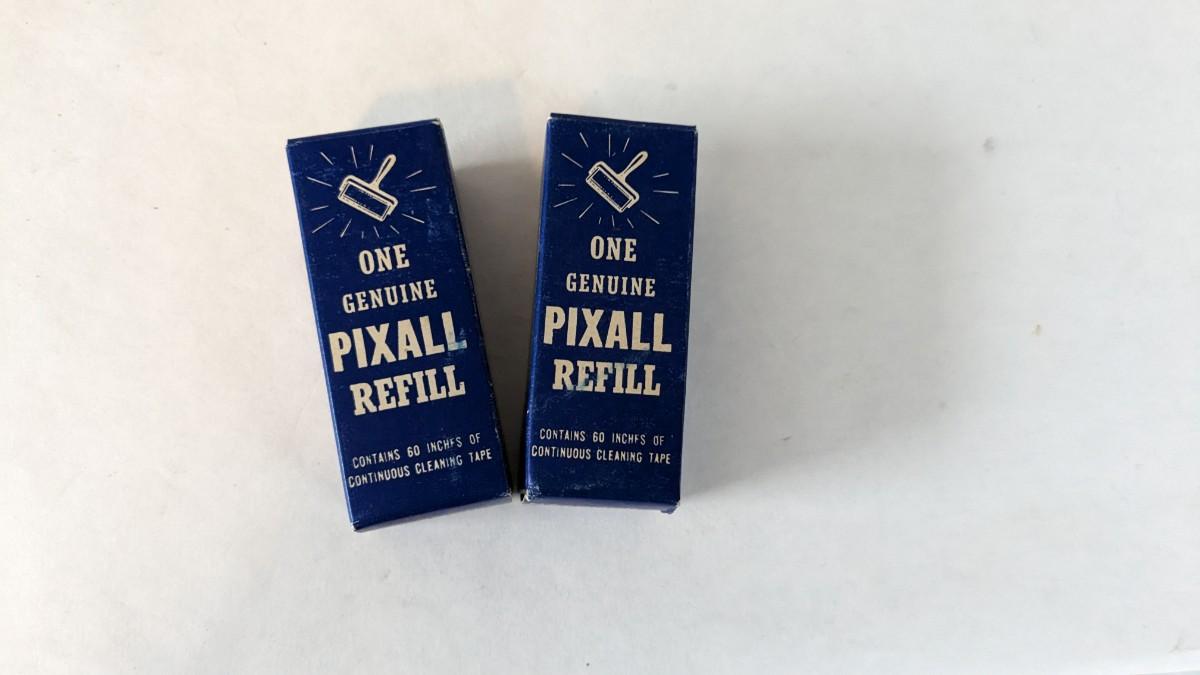 ONE
GENUINE
PIXALL
REFILL
CONTAINS 60 INCHES OF
CONTINUOUS CLEANING TAPE
ONE
GENUINE
PIXALL
REFILL
CONTAINS 60 INCHES OF
CONTINUOUS CLEANING TAPE